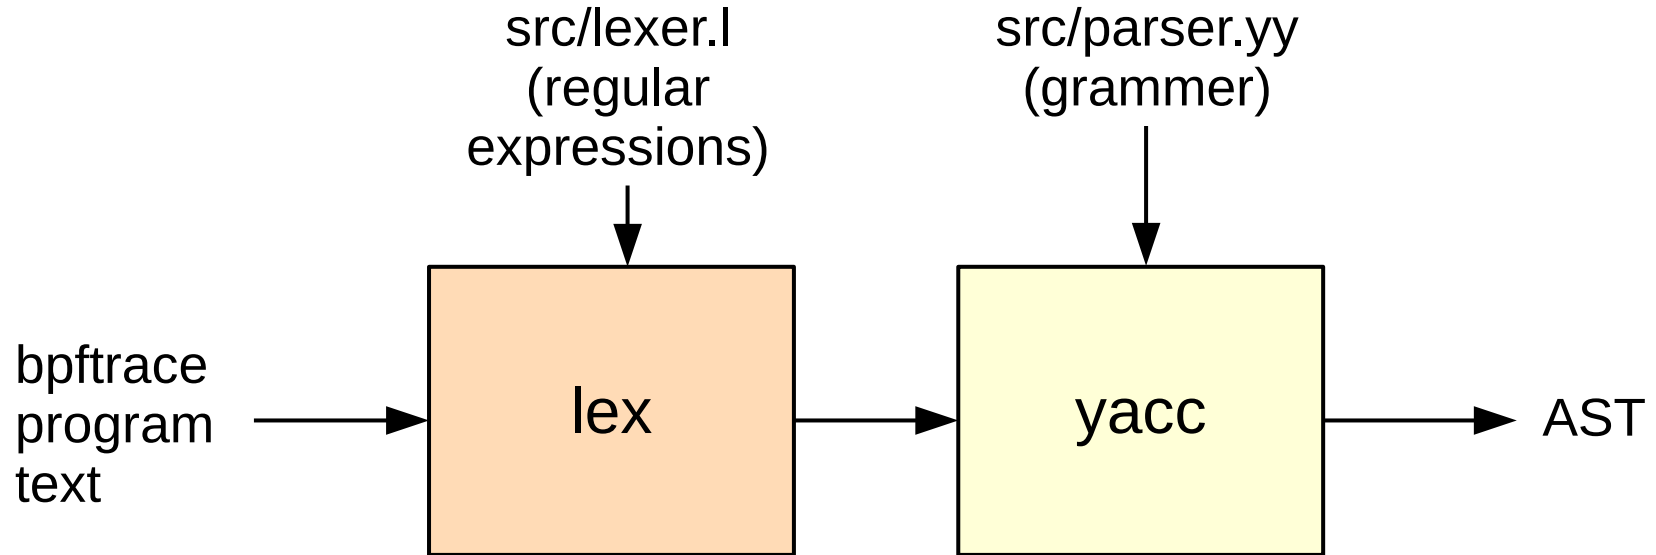 src/lexer.l
(regular
expressions)
src/parser.yy
(grammer)
bpftrace
program
text
lex
yacc
AST